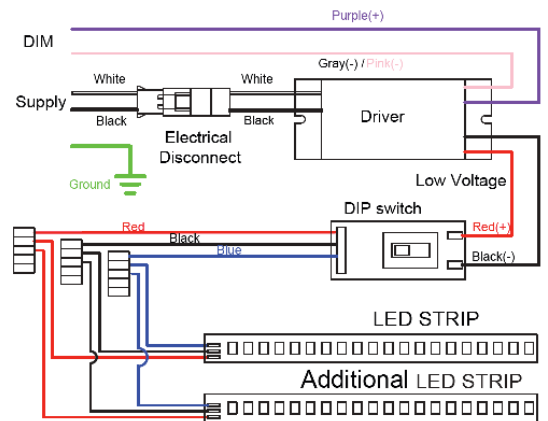 Purple(+)
DIM
Gray(-) / Pink(-)
White
White
Supply
Driver
Black
Black
Electrical
Disconnect
Low Voltage
Ground
DIP switch
Red
Red(+)
Black
Blue
Black(-)
LED STRIP
Additional LED STRIP